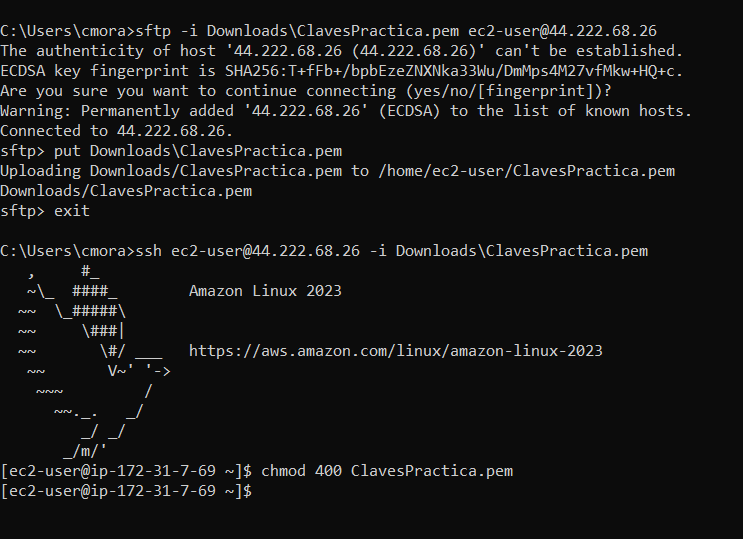 C:\Users\cmora>sftp -i Downloads\ClavesPractica.pem ec2-user@44.222.68.26
The authenticity of host '44.222.68.26 (44.222.68.26)' can't be established.
ECDSA key fingerprint is SHA256:T+fFb+/bpbEzeZNXNka33Wu/DmMps4M27vfMkw+HQ+c.
Are you sure you want to continue connecting (yes/no/[fingerprint])?
Warning: Permanently added '44.222.68.26' (ECDSA) to the list of known hosts.
Connected to 44.222.68.26.
sftp> put Downloads\ClavesPractica.pem
Uploading Downloads/ClavesPractica.pem to /home/ec2-user/ClavesPractica.pem
Downloads/ClavesPractica.pem
sftp> exit
C:\Users\cmora>ssh ec2-user@44.222.68.26 -i Downloads\ClavesPractica.pem
   ,     #_
   ~\_  ####_        Amazon Linux 2023
  ~~  \_#####\
  ~~     \###|
  ~~       \#/ ___   https://aws.amazon.com/linux/amazon-linux-2023
   ~~       V~' '->
    ~~~         /
      ~~._.   _/
         _/ _/
       _/m/'
[ec2-user@ip-172-31-7-69 ~]$ chmod 400 ClavesPractica.pem
[ec2-user@ip-172-31-7-69 ~]$